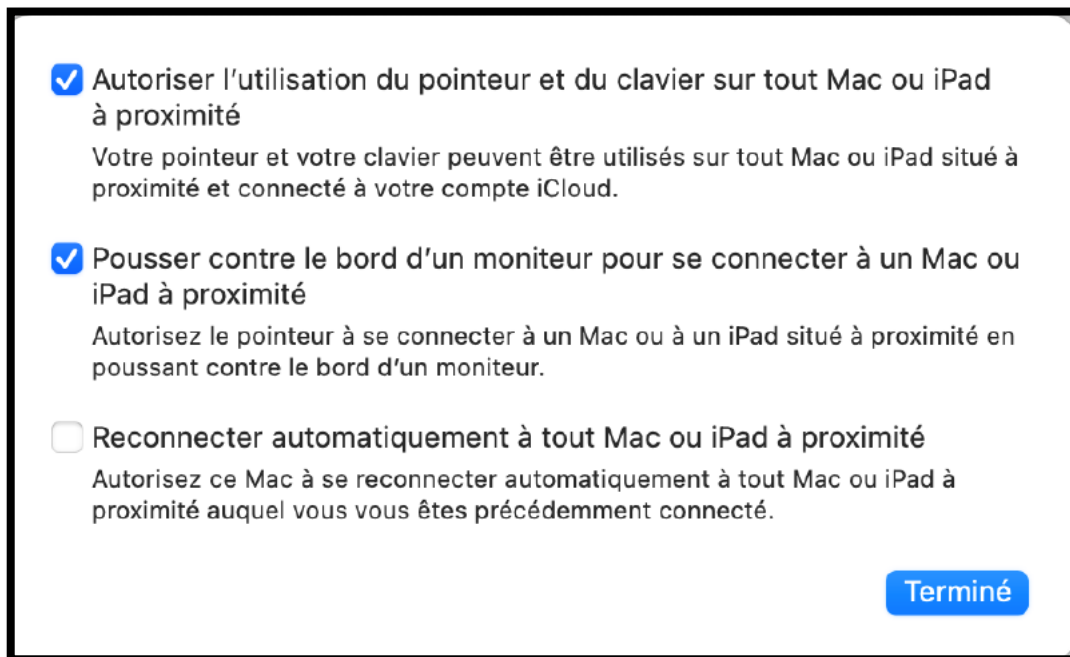 Autoriser l’utilisation du pointeur et du clavier sur tout Mac ou iPad
à proximité
Votre pointeur et votre clavier peuvent être utilisés sur tout Mac ou iPad situé à
proximité et connecté à votre compte iCloud.
Pousser contre le bord d’un moniteur pour se connecter à un Mac ou
iPad à proximité
Autorisez le pointeur à se connecter à un Mac ou à un iPad situé à proximité en
poussant contre le bord d’un moniteur.
Reconnecter automatiquement à tout Mac ou iPad à proximité
Autorisez ce Mac à se reconnecter automatiquement à tout Mac ou iPad à
proximité auquel vous vous êtes précédemment connecté.
Terminé